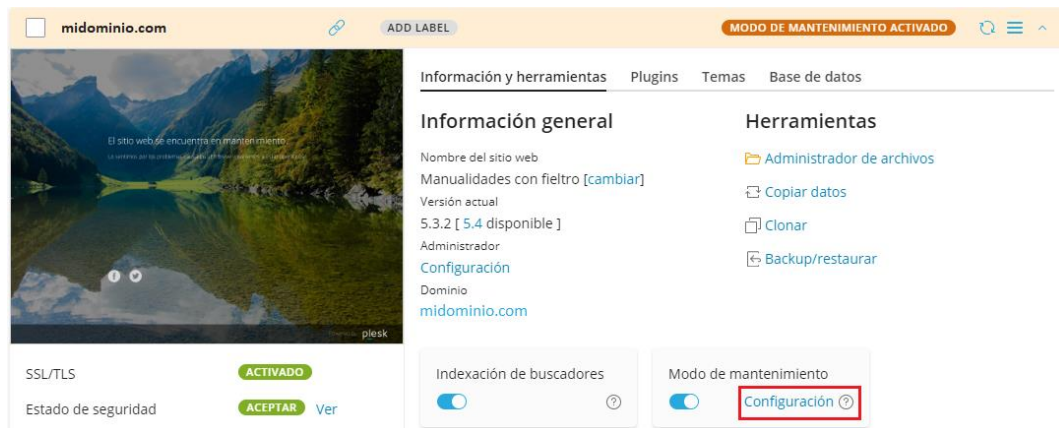 midominio.com
ADD LABEL
MODO DE MANTENIMIENTO ACTIVADO
El sitio web se encuentra en mantenimiento
plesk
SSL/TLS
ACTIVADO
Estado de seguridad
ACEPTAR Ver
Información y herramientas Plugins Temas Base de datos
Información general
Nombre del sitio web
Manualidades con fieltro [cambiar]
Versión actual
5.3.2 [ 5.4 disponible ]
Administrador
Configuración
Dominio
midominio.com
Herramientas
Administrador de archivos
Copiar datos
Clonar
Backup/restaurar
Indexación de buscadores
Modo de mantenimiento
Configuración